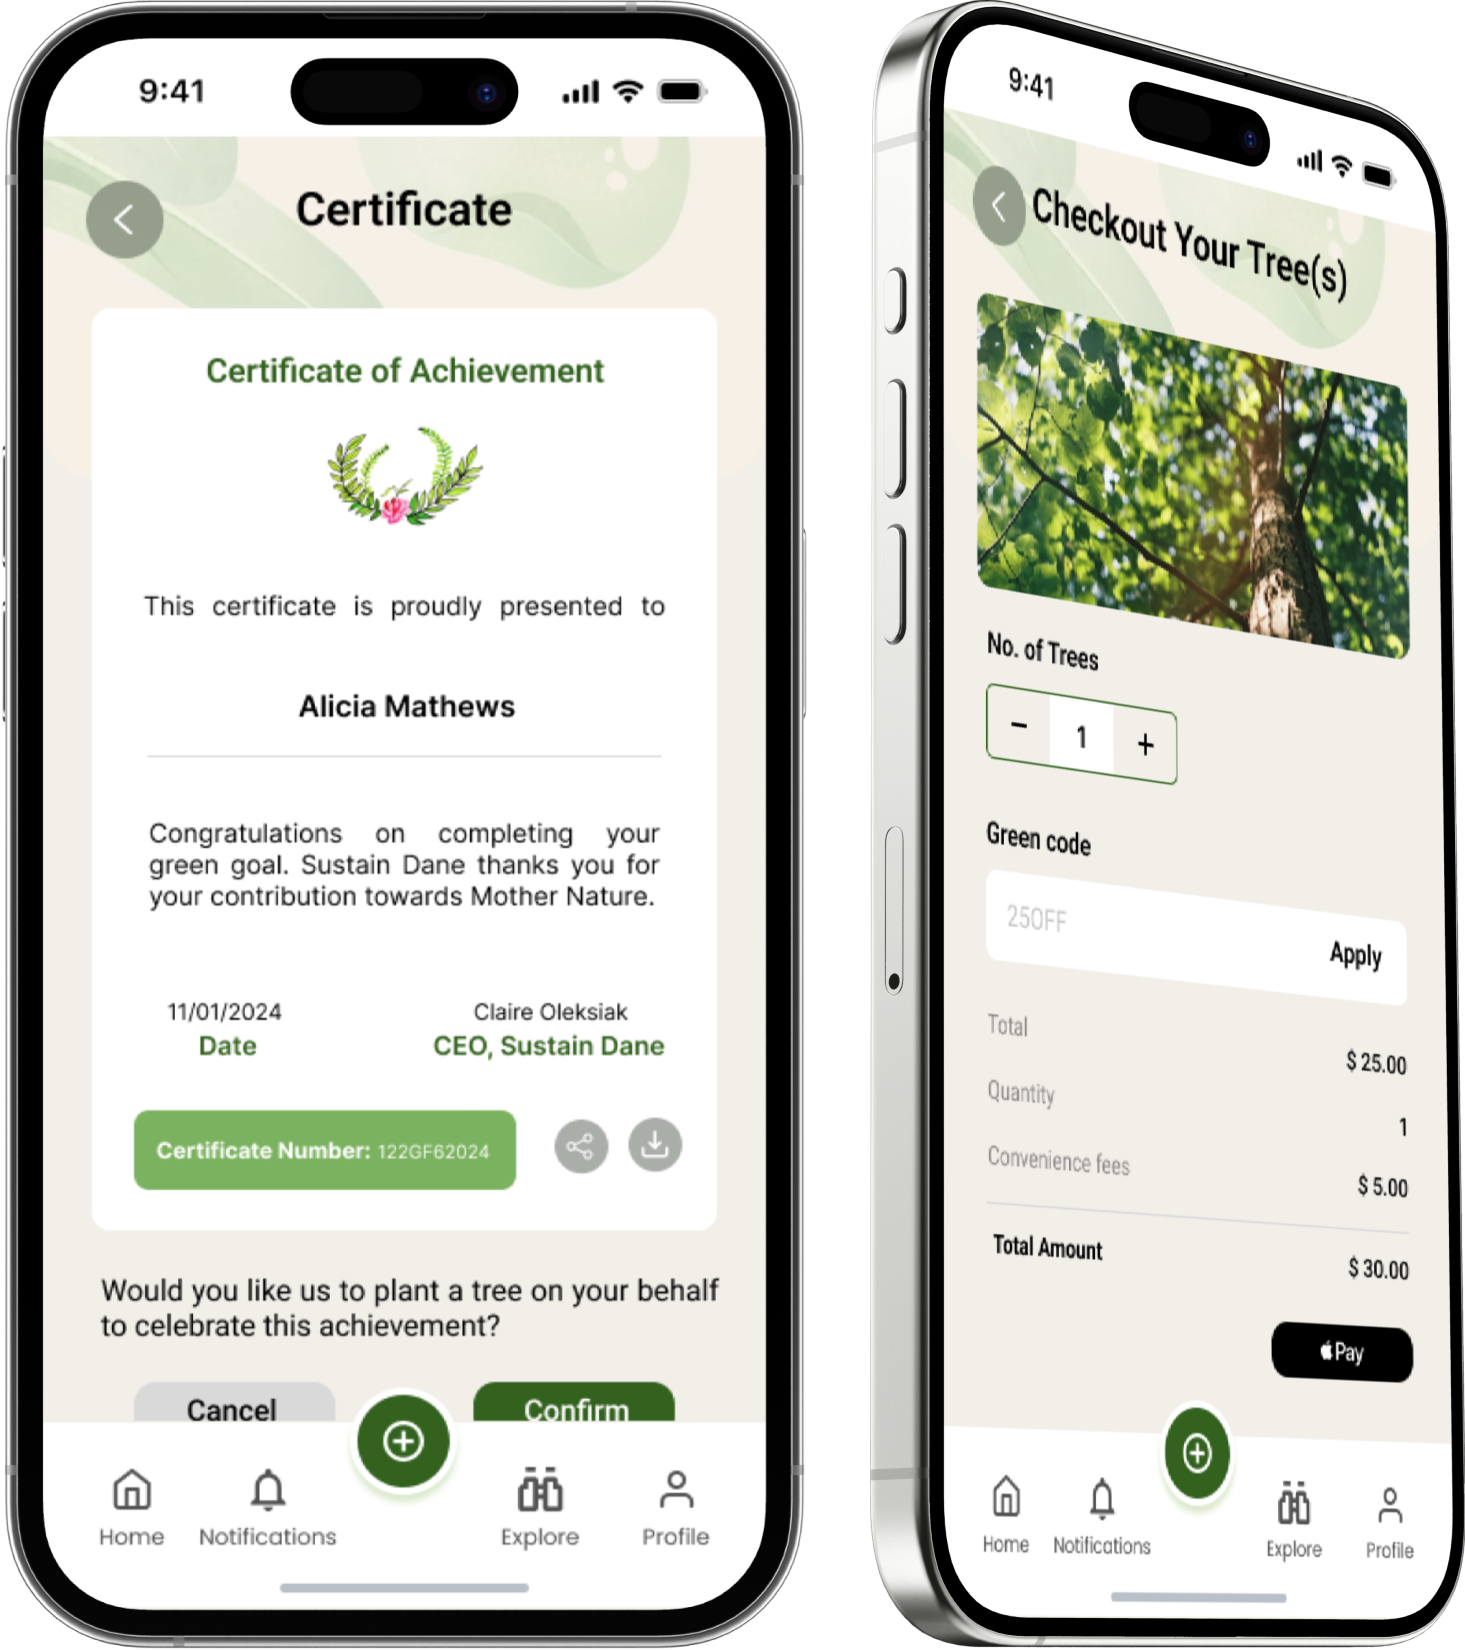 9:41
Certificate
Certificate of Achievement
This certificate is proudly presented to
Alicia Mathews
Congratulations on completing your
green goal. Sustain Dane thanks you for
your contribution towards Mother Nature.
11/01/2024
Date
Claire Oleksiak
CEO, Sustain Dane
Certificate Number: 122GF62024
Would you like us to plant a tree on your behalf
to celebrate this achievement?
Cancel
Confirm
Home
Notifications
Explore
Profile
9:41
Checkout Your Tree(s)
No. of Trees
− 1 +
Green code
25OFF
Apply
Total
$ 25.00
Quantity
1
Convenience fees
$ 5.00
Total Amount
$ 30.00
Pay
Home
Notifications
Explore
Profile